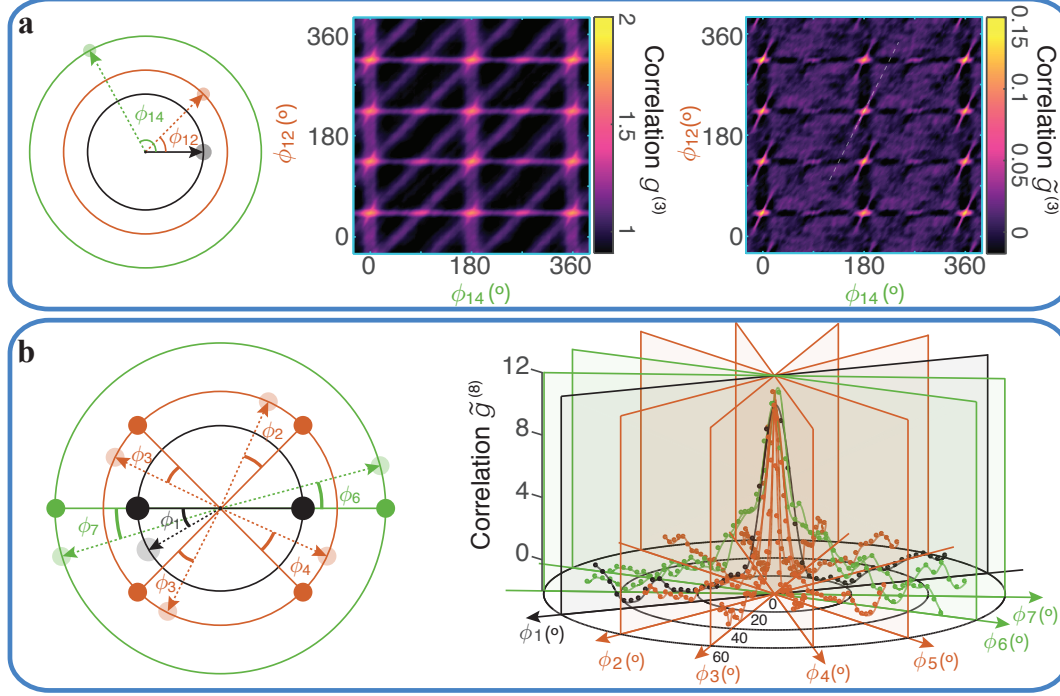 a
ϕ14
ϕ12
ϕ12 (º)
360
180
0
0
180
360
ϕ14 (º)
2
1.5
1
Correlation g(3)
ϕ12(º)
360
180
0
0
180
360
ϕ14 (º)
0.15
0.1
0.05
0
Correlation g̃(3)
b
ϕ2
ϕ3
ϕ6
ϕ7
ϕ1
ϕ4
ϕ3
Correlation g̃(8)
12
8
4
0
0
20
40
60
ϕ1(º)
ϕ2(º)
ϕ3(º)
ϕ4(º)
ϕ5(º)
ϕ6(º)
ϕ7(º)